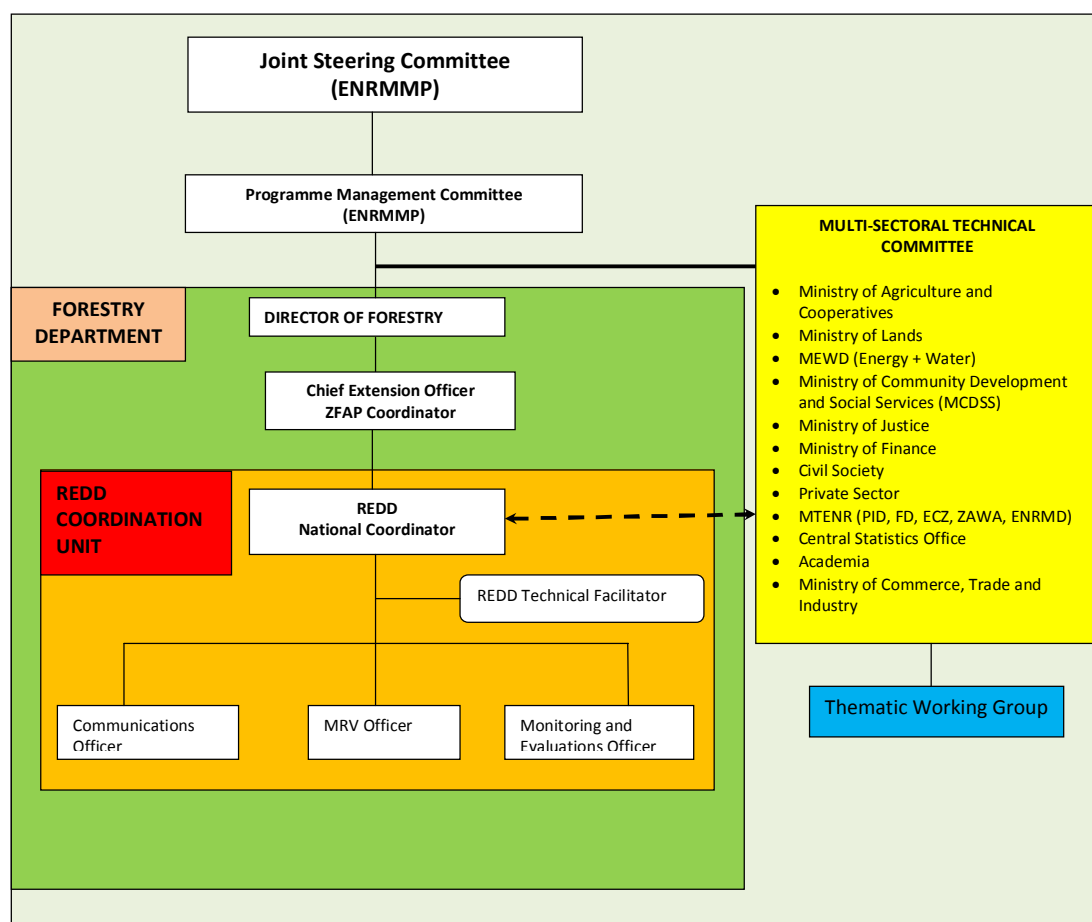 Joint Steering Committee
(ENRMMP)
Programme Management Committee
(ENRMMP)
MULTI-SECTORAL TECHNICAL
COMMITTEE
• Ministry of Agriculture and
Cooperatives
• Ministry of Lands
• MEWD (Energy + Water)
• Ministry of Community Development
and Social Services (MCDSS)
• Ministry of Justice
• Ministry of Finance
• Civil Society
• Private Sector
• MTENR (PID, FD, ECZ, ZAWA, ENRMD)
• Central Statistics Office
• Academia
• Ministry of Commerce, Trade and
Industry
Thematic Working Group
FORESTRY
DEPARTMENT
DIRECTOR OF FORESTRY
Chief Extension Officer
ZFAP Coordinator
REDD
COORDINATION
UNIT
REDD
National Coordinator
REDD Technical Facilitator
Communications
Officer
MRV Officer
Monitoring and
Evaluations Officer